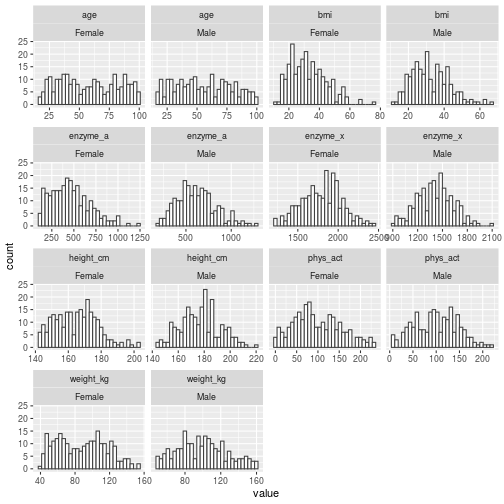 age age bmi bmi
Female Male Female Male
25
20
15
10
5
0
25 50 75 100 25 50 75 100 20 40 60 80 20 40 60
enzyme_a enzyme_a enzyme_x enzyme_x
Female Male Female Male
25
20
15
10
5
0
250 500 750 1000 1250 500 1000 1500 2000 2500 900 1200 1500 1800 2100
height_cm height_cm phys_act phys_act
Female Male Female Male
25
20
15
10
5
0
140 160 180 200 140 160 180 200 220 0 50 100 150 200 0 50 100 150 200
weight_kg weight_kg
Female Male
25
20
15
10
5
0
40 80 120 160 80 120 160
count
value